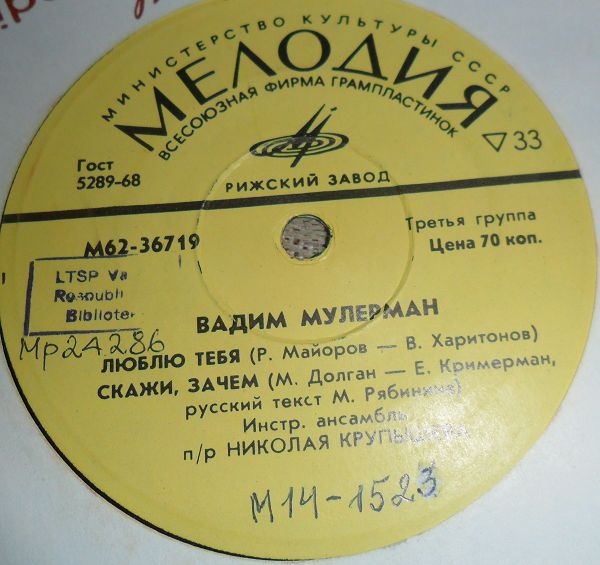 МИНИСТЕРСТВО КУЛЬТУРЫ СССР
МЕЛОДИЯ
ВСЕСОЮЗНАЯ ФИРМА ГРАМПЛАСТИНОК
33
Гост
5289-68
РИЖСКИЙ ЗАВОД
М62-36719
Третья группа
Цена 70 коп.
LTSP Va
Respubli
Bibliotek
Мр24286
ВАДИМ МУЛЕРМАН
ЛЮБЛЮ ТЕБЯ (Р. Майоров — В. Харитонов)
СКАЖИ, ЗАЧЕМ (М. Долган — Е. Кримерман,
русский текст М. Рябинина)
Инстр. ансамбль
п/р НИКОЛАЯ
М14-1523